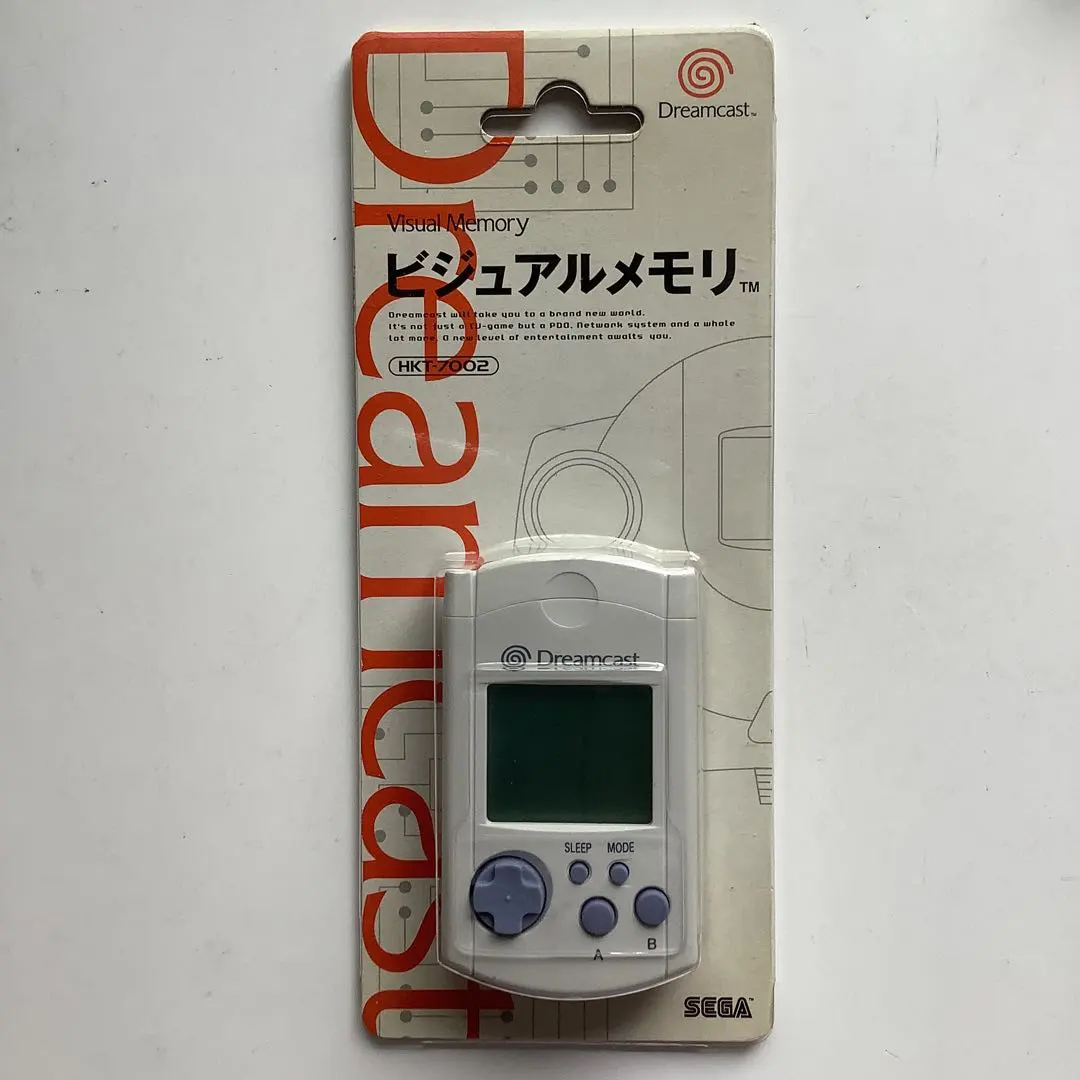 Dreamcast
Dreamcast™
Visual Memory
ビジュアルメモリ™
Dreamcast will take you to a brand new world.
It's not just a TV-game but a PDA, Network system and a whole
lot more. A new level of entertainment awaits you.
HKT-7002
Dreamcast
SLEEP MODE
A
B
SEGA™